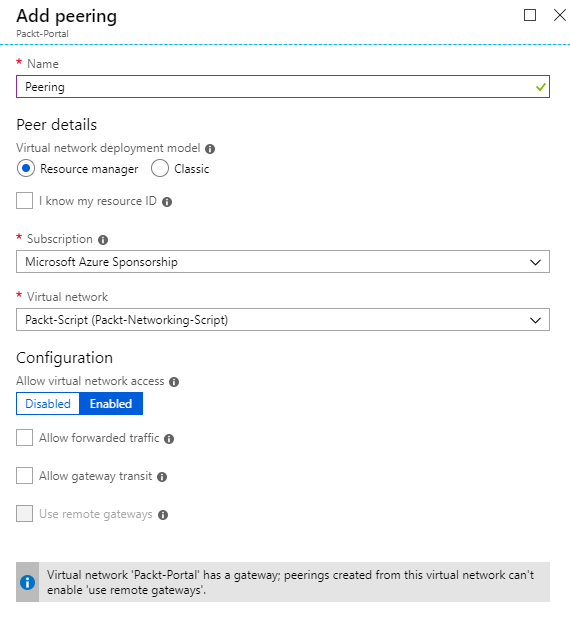 Add peering
Packt-Portal
* Name
Peering
Peer details
Virtual network deployment model
Resource manager
Classic
I know my resource ID
* Subscription
Microsoft Azure Sponsorship
* Virtual network
Packt-Script (Packt-Networking-Script)
Configuration
Allow virtual network access
Disabled
Enabled
Allow forwarded traffic
Allow gateway transit
Use remote gateways
Virtual network 'Packt-Portal' has a gateway; peerings created from this virtual network can't
enable 'use remote gateways'.